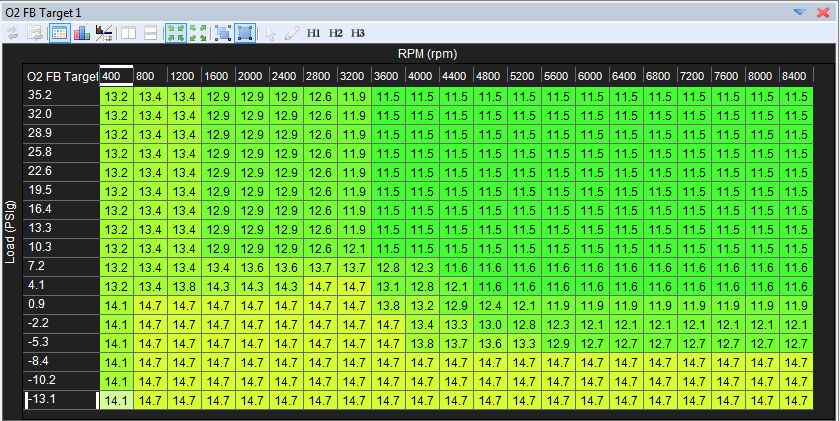 O2 FB Target 1
H1 H2 H3
RPM (rpm)
O2 FB Target 400 800 1200 1600 2000 2400 2800 3200 3600 4000 4400 4800 5200 5600 6000 6400 6800 7200 7600 8000 8400
35.2 13.2 13.4 13.4 12.9 12.9 12.9 12.6 11.9 11.5 11.5 11.5 11.5 11.5 11.5 11.5 11.5 11.5 11.5 11.5 11.5 11.5
32.0 13.2 13.4 13.4 12.9 12.9 12.9 12.6 11.9 11.5 11.5 11.5 11.5 11.5 11.5 11.5 11.5 11.5 11.5 11.5 11.5 11.5
28.9 13.2 13.4 13.4 12.9 12.9 12.9 12.6 11.9 11.5 11.5 11.5 11.5 11.5 11.5 11.5 11.5 11.5 11.5 11.5 11.5 11.5
25.8 13.2 13.4 13.4 12.9 12.9 12.9 12.6 11.9 11.5 11.5 11.5 11.5 11.5 11.5 11.5 11.5 11.5 11.5 11.5 11.5 11.5
22.6 13.2 13.4 13.4 12.9 12.9 12.9 12.6 11.9 11.5 11.5 11.5 11.5 11.5 11.5 11.5 11.5 11.5 11.5 11.5 11.5 11.5
19.5 13.2 13.4 13.4 12.9 12.9 12.9 12.6 11.9 11.5 11.5 11.5 11.5 11.5 11.5 11.5 11.5 11.5 11.5 11.5 11.5 11.5
16.4 13.2 13.4 13.4 12.9 12.9 12.9 12.6 11.9 11.5 11.5 11.5 11.5 11.5 11.5 11.5 11.5 11.5 11.5 11.5 11.5 11.5
13.3 13.2 13.4 13.4 12.9 12.9 12.9 12.6 11.9 11.5 11.5 11.5 11.5 11.5 11.5 11.5 11.5 11.5 11.5 11.5 11.5 11.5
10.3 13.2 13.4 13.4 12.9 12.9 12.9 12.6 12.1 11.5 11.5 11.5 11.5 11.5 11.5 11.5 11.5 11.5 11.5 11.5 11.5 11.5
7.2 13.2 13.4 13.4 13.4 13.6 13.6 13.7 13.7 12.8 12.3 11.6 11.6 11.6 11.6 11.6 11.6 11.6 11.6 11.6 11.6 11.6
4.1 13.2 13.4 13.8 14.3 14.3 14.3 14.7 14.7 13.1 12.8 12.1 11.6 11.6 11.6 11.6 11.6 11.6 11.6 11.6 11.6 11.6
0.9 14.1 14.7 14.7 14.7 14.7 14.7 14.7 14.7 13.8 13.2 12.9 12.4 12.1 11.9 11.9 11.9 11.9 11.9 11.9 11.9 11.9
-2.2 14.1 14.7 14.7 14.7 14.7 14.7 14.7 14.7 14.7 13.4 13.3 13.0 12.8 12.3 12.1 12.1 12.1 12.1 12.1 12.1 12.1
-5.3 14.1 14.7 14.7 14.7 14.7 14.7 14.7 14.7 14.7 13.8 13.7 13.6 13.3 12.9 12.7 12.7 12.7 12.7 12.7 12.7 12.7
-8.4 14.1 14.7 14.7 14.7 14.7 14.7 14.7 14.7 14.7 14.7 14.7 14.7 14.7 14.7 14.7 14.7 14.7 14.7 14.7 14.7 14.7
-10.2 14.1 14.7 14.7 14.7 14.7 14.7 14.7 14.7 14.7 14.7 14.7 14.7 14.7 14.7 14.7 14.7 14.7 14.7 14.7 14.7 14.7
-13.1 14.1 14.7 14.7 14.7 14.7 14.7 14.7 14.7 14.7 14.7 14.7 14.7 14.7 14.7 14.7 14.7 14.7 14.7 14.7 14.7 14.7
Load (PSIg)